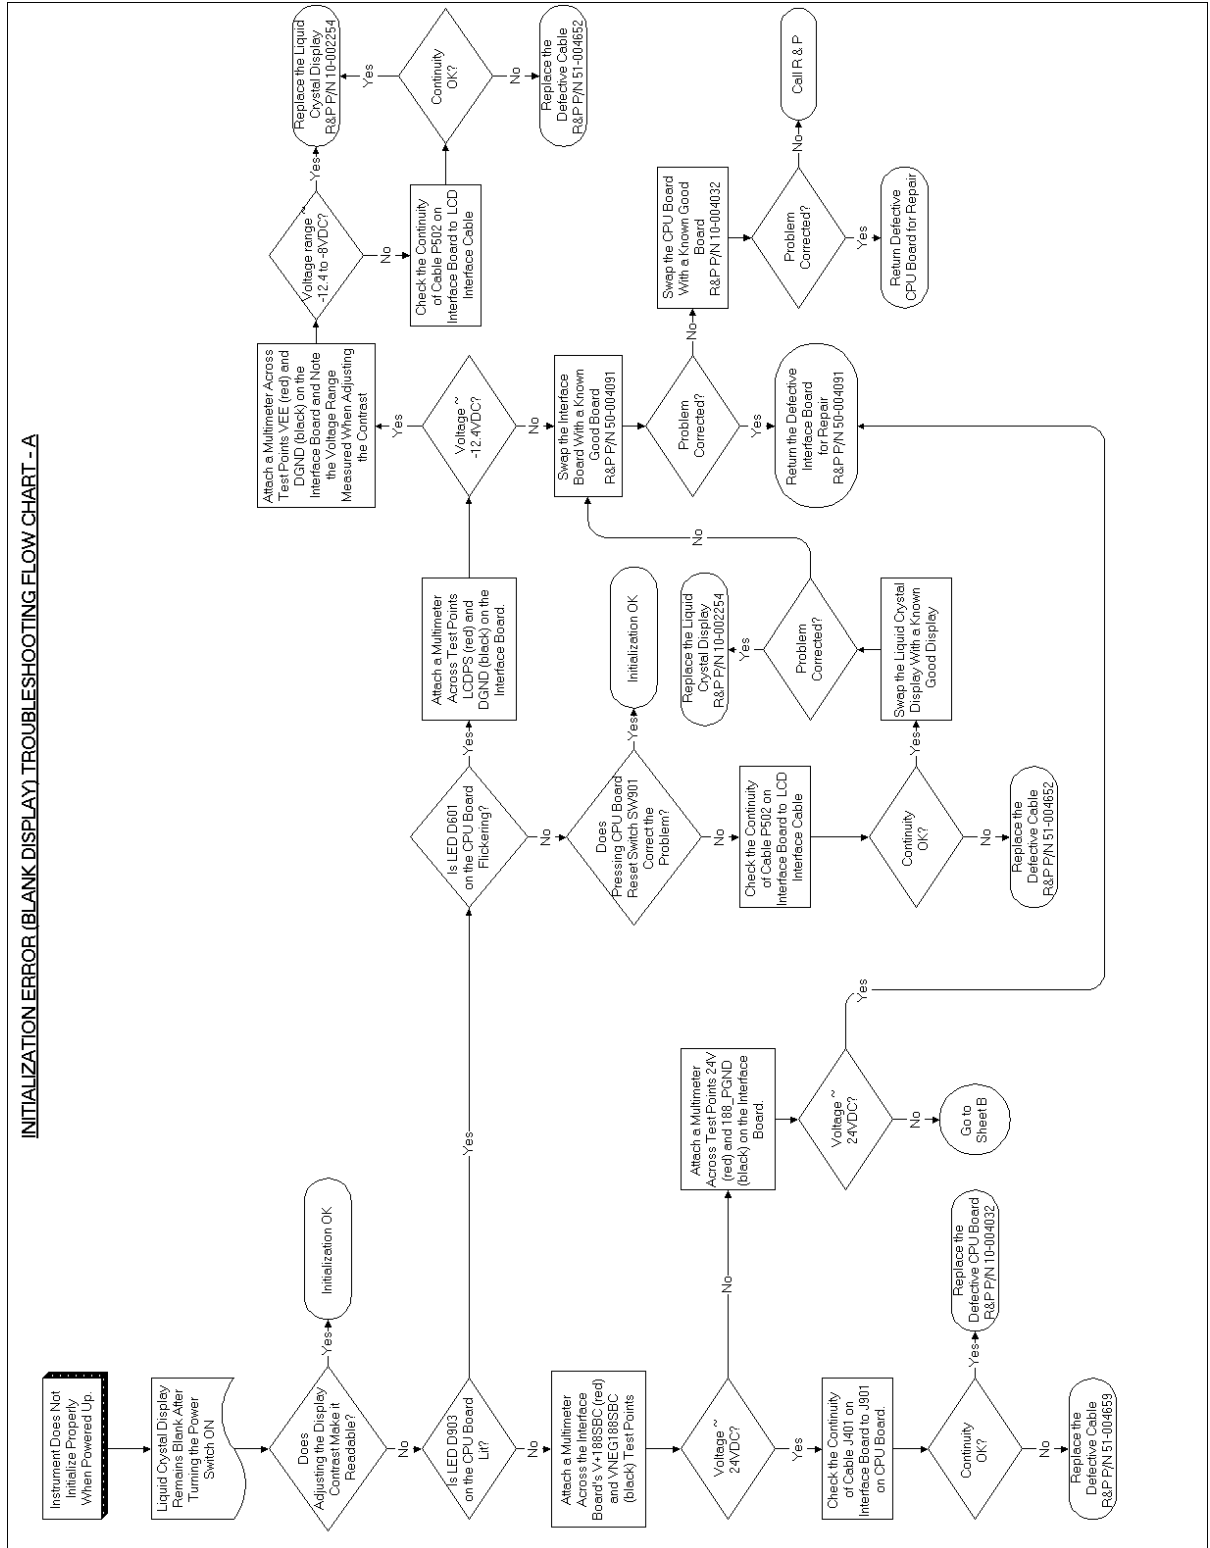 INITIALIZATION ERROR (BLANK DISPLAY) TROUBLESHOOTING FLOW CHART - A
Instrument Does Not
Initialize Properly
When Powered Up.
Liquid Crystal Display
Remains Blank After
Turning the Power
Switch ON
Does
Adjusting the Display
Contrast Make it
Readable?
Yes
Initialization OK
No
Is LED D903
on the CPU Board
Lit?
Yes
No
Attach a Multimeter
Across the Interface
Board's V+188SBC (red)
and VNEG188SBC
(black) Test Points
Voltage ~
24VDC?
No
Yes
Check the Continuity
of Cable J401 on
Interface Board to J901
on CPU Board.
Continuity
OK?
Yes
Replace the
Defective CPU Board
R&P P/N 10-004032
No
Replace the
Defective Cable
R&P P/N 51-004659
Attach a Multimeter
Across Test Points 24V
(red) and 188_PGND
(black) on the Interface
Board.
Voltage ~
24VDC?
Yes
No
Go to
Sheet B
Is LED D601
on the CPU Board
Flickering?
Yes
No
Does
Pressing CPU Board
Reset Switch SW901
Correct the
Problem?
Yes
Initialization OK
No
Check the Continuity
of Cable P502 on
Interface Board to LCD
Interface Cable
Continuity
OK?
Yes
No
Replace the
Defective Cable
R&P P/N 51-004652
Swap the Liquid Crystal
Display With a Known
Good Display
Problem
Corrected?
Yes
Replace the Liquid
Crystal Display
R&P P/N 10-002254
No
Attach a Multimeter
Across Test Points
LCDPS (red) and
DGND (black) on the
Interface Board.
Voltage ~
-12.4VDC?
Yes
No
Attach a Multimeter Across
Test Points VEE (red) and
DGND (black) on the
Interface Board and Note
the Voltage Range
Measured When Adjusting
the Contrast
Voltage range ~
-12.4 to -8VDC?
Yes
Replace the Liquid
Crystal Display
R&P P/N 10-002254
No
Check the Continuity
of Cable P502 on
Interface Board to LCD
Interface Cable
Continuity
OK?
Yes
No
Replace the
Defective Cable
R&P P/N 51-004652
Swap the Interface
Board With a Known
Good Board
R&P P/N 50-004091
Problem
Corrected?
No
Yes
Return the Defective
Interface Board
for Repair
R&P P/N 50-004091
Swap the CPU Board
With a Known Good
Board
R&P P/N 10-004032
Problem
Corrected?
No
Call R & P
Yes
Return Defective
CPU Board for Repair